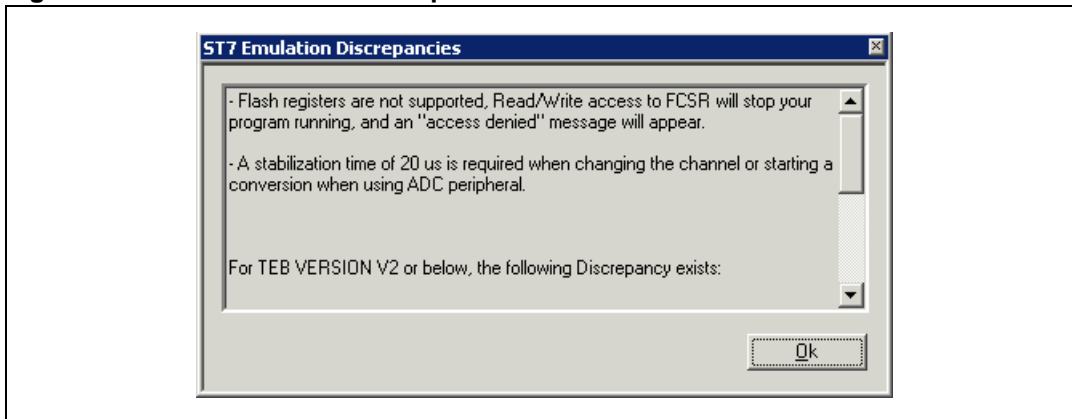 ST7 Emulation Discrepancies
- Flash registers are not supported, Read/Write access to FCSR will stop your
program running, and an "access denied" message will appear.
- A stabilization time of 20 us is required when changing the channel or starting a
conversion when using ADC peripheral.
For TEB VERSION V2 or below, the following Discrepancy exists:
Ok